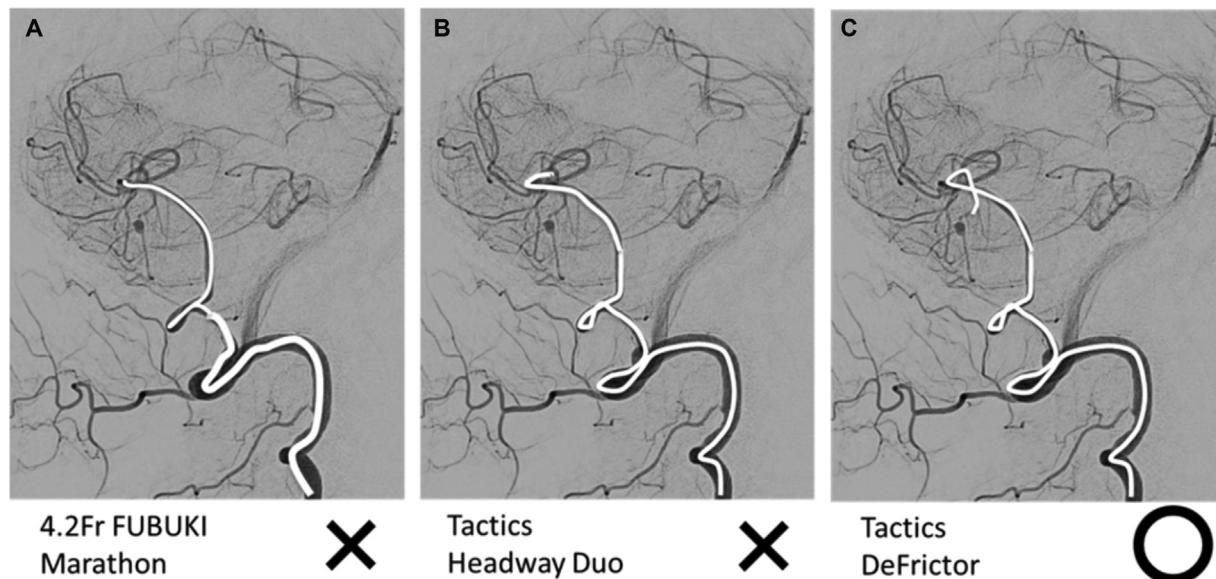 A
B
C
4.2Fr FUBUKI
Marathon
Tactics
Headway Duo
Tactics
DeFrictor